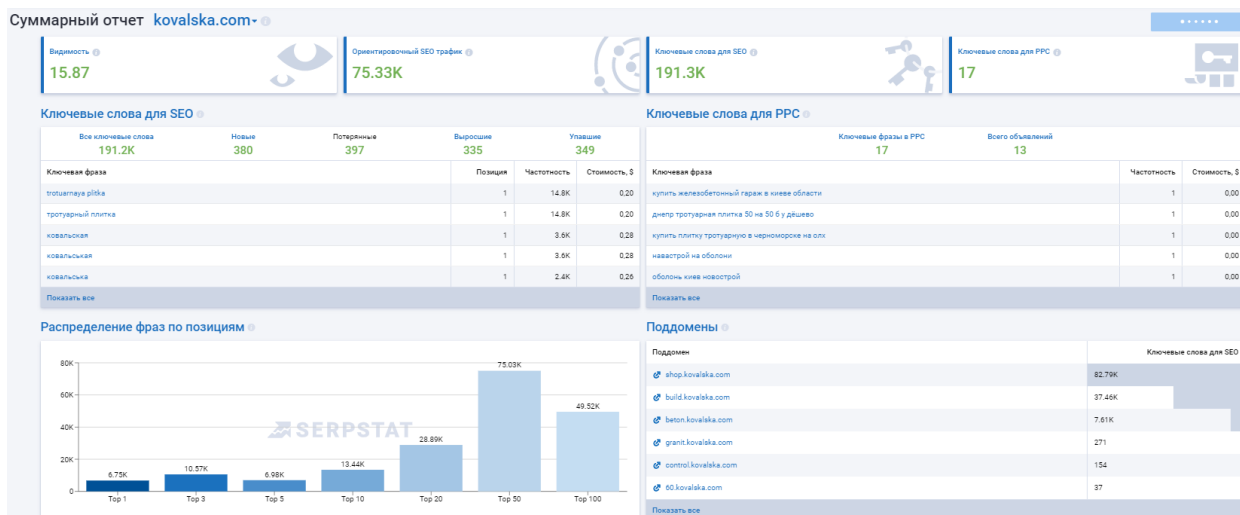 Суммарный отчет kovalska.com
Видимость
15.87
Ориентировочный SEO трафик
75.33K
Ключевые слова для SEO
191.3K
Ключевые слова для PPC
17
Ключевые слова для SEO
Все ключевые слова Новые Потерянные Выросшие Упавшие
191.2K 380 397 335 349
Ключевая фраза Позиция Частотность Стоимость, $
trotuarnaya plitka 1 14.8K 0,20
тротуарный плитка 1 14.8K 0,20
ковальская 1 3.6K 0,28
ковальськая 1 3.6K 0,28
ковальська 1 2.4K 0,26
Показать все
Ключевые слова для PPC
Ключевые фразы в PPC Всего объявлений
17 13
Ключевая фраза Частотность Стоимость, $
купить железобетонный гараж в киеве области 1 0,00
днепр тротуарная плитка 50 на 50 б у дёшево 1 0,00
купить плитку тротуарную в черноморске на олх 1 0,00
навастрой на оболони 1 0,00
оболонь киев новострой 1 0,00
Показать все
Распределение фраз по позициям
80K
60K
40K
20K
0
6.75K 10.57K 6.98K 13.44K 28.89K 75.03K 49.52K
SERPSTAT
Top 1 Top 3 Top 5 Top 10 Top 20 Top 50 Top 100
Поддомены
Поддомен Ключевые слова для SEO
shop.kovalska.com 82.79K
build.kovalska.com 37.46K
beton.kovalska.com 7.61K
granit.kovalska.com 271
control.kovalska.com 154
60.kovalska.com 37
Показать все